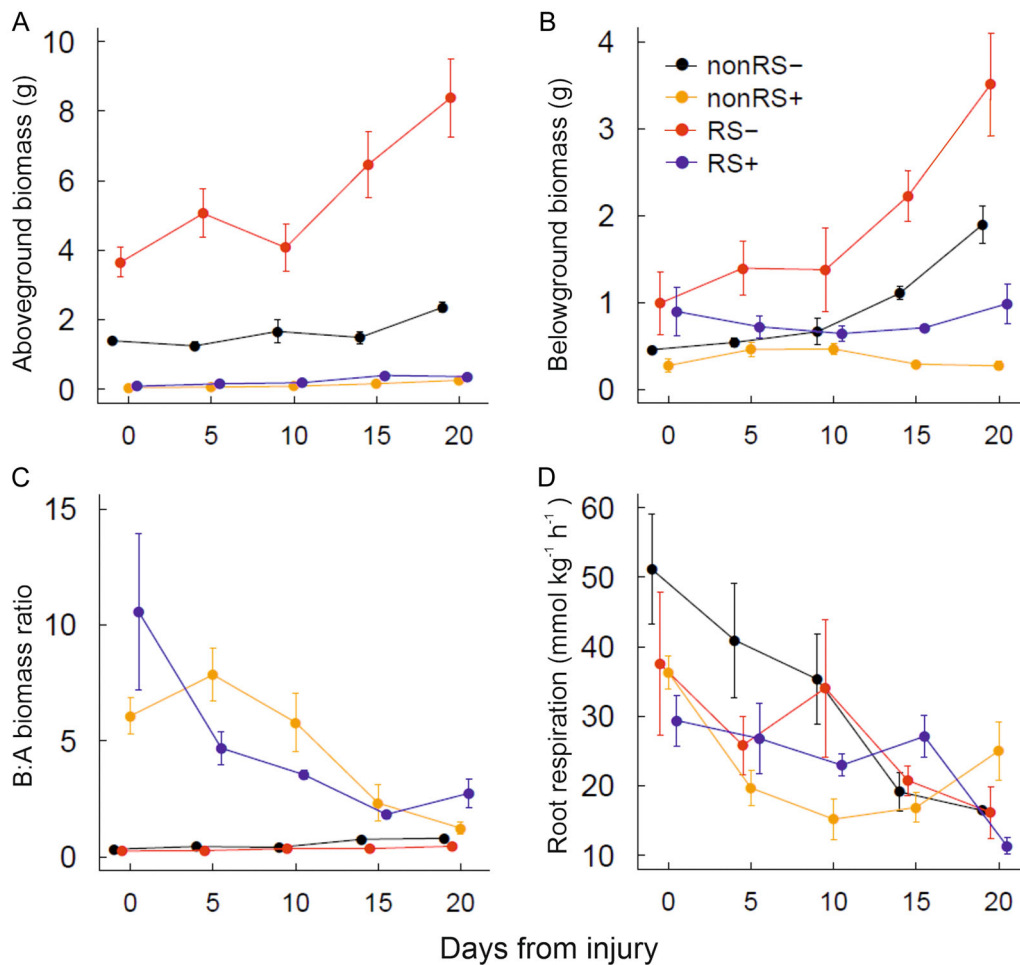 A
Aboveground biomass (g)
10
8
6
4
2
0
0 5 10 15 20
B
Belowground biomass (g)
4
3
2
1
0
nonRS−
nonRS+
RS−
RS+
0 5 10 15 20
C
B:A biomass ratio
15
10
5
0
0 5 10 15 20
D
Root respiration (mmol kg⁻¹ h⁻¹)
60
50
40
30
20
10
0 5 10 15 20
Days from injury